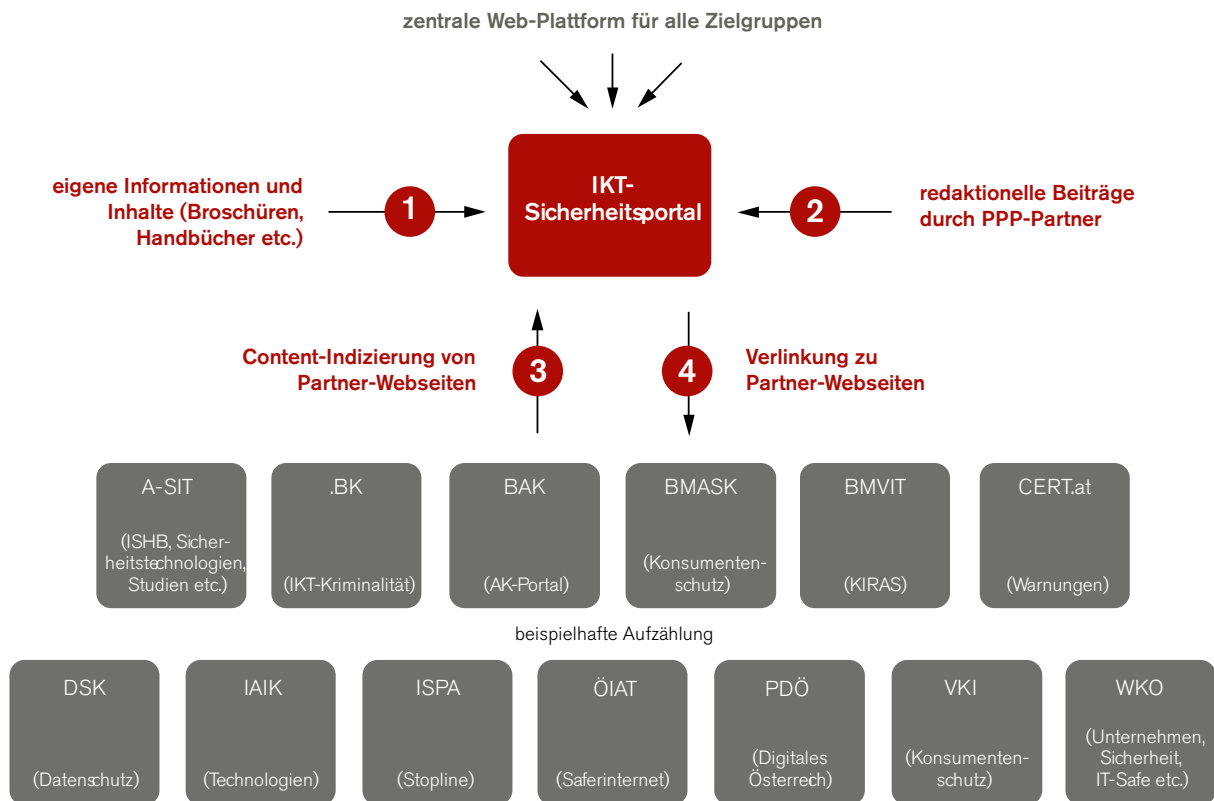 zentrale Web-Plattform für alle Zielgruppen
IKT-
Sicherheitsportal
eigene Informationen und
Inhalte (Broschüren,
Handbücher etc.)
1
2
redaktionelle Beiträge
durch PPP-Partner
Content-Indizierung von
Partner-Webseiten
3
4
Verlinkung zu
Partner-Webseiten
A-SIT
(ISHB, Sicher-
heitstechnologien,
Studien etc.)
.BK
(IKT-Kriminalität)
BAK
(AK-Portal)
BMASK
(Konsumenten-
schutz)
BMVIT
(KIRAS)
CERT.at
(Warnungen)
beispielhafte Aufzählung
DSK
(Datenschutz)
IAIK
(Technologien)
ISPA
(Stopline)
ÖIAT
(Saferinternet)
PDÖ
(Digitales
Österreich)
VKI
(Konsumenten-
schutz)
WKO
(Unternehmen,
Sicherheit,
IT-Safe etc.)